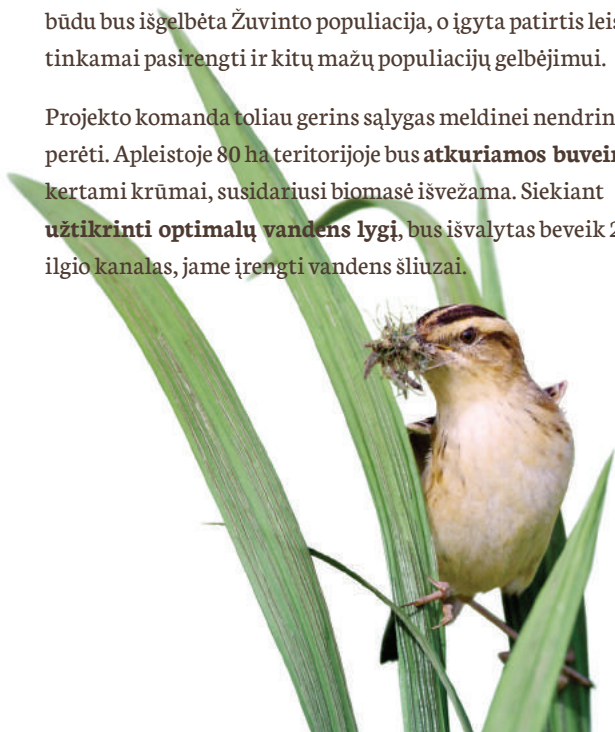 būdu bus išgelbėta Žuvinto populiacija, o įgyta patirtis leis
tinkamai pasirengti ir kitų mažų populiacijų gelbėjimui.
Projekto komanda toliau gerins sąlygas meldinei nendrin
perėti. Apleistoje 80 ha teritorijoje bus atkuriamos buvein
kertami krūmai, susidariusi biomasė išvežama. Siekiant
užtikrinti optimalų vandens lygį, bus išvalytas beveik 2
ilgio kanalas, jame įrengti vandens šliuzai.